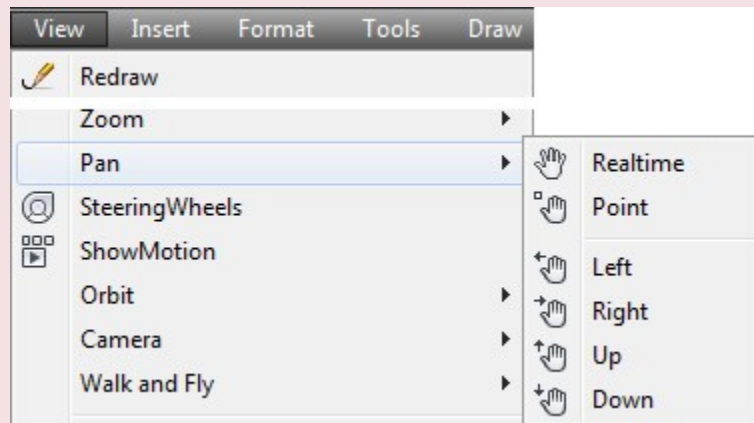 View Insert Format Tools Draw
Redraw
Zoom
Pan
SteeringWheels
ShowMotion
Orbit
Camera
Walk and Fly
Realtime
Point
Left
Right
Up
Down